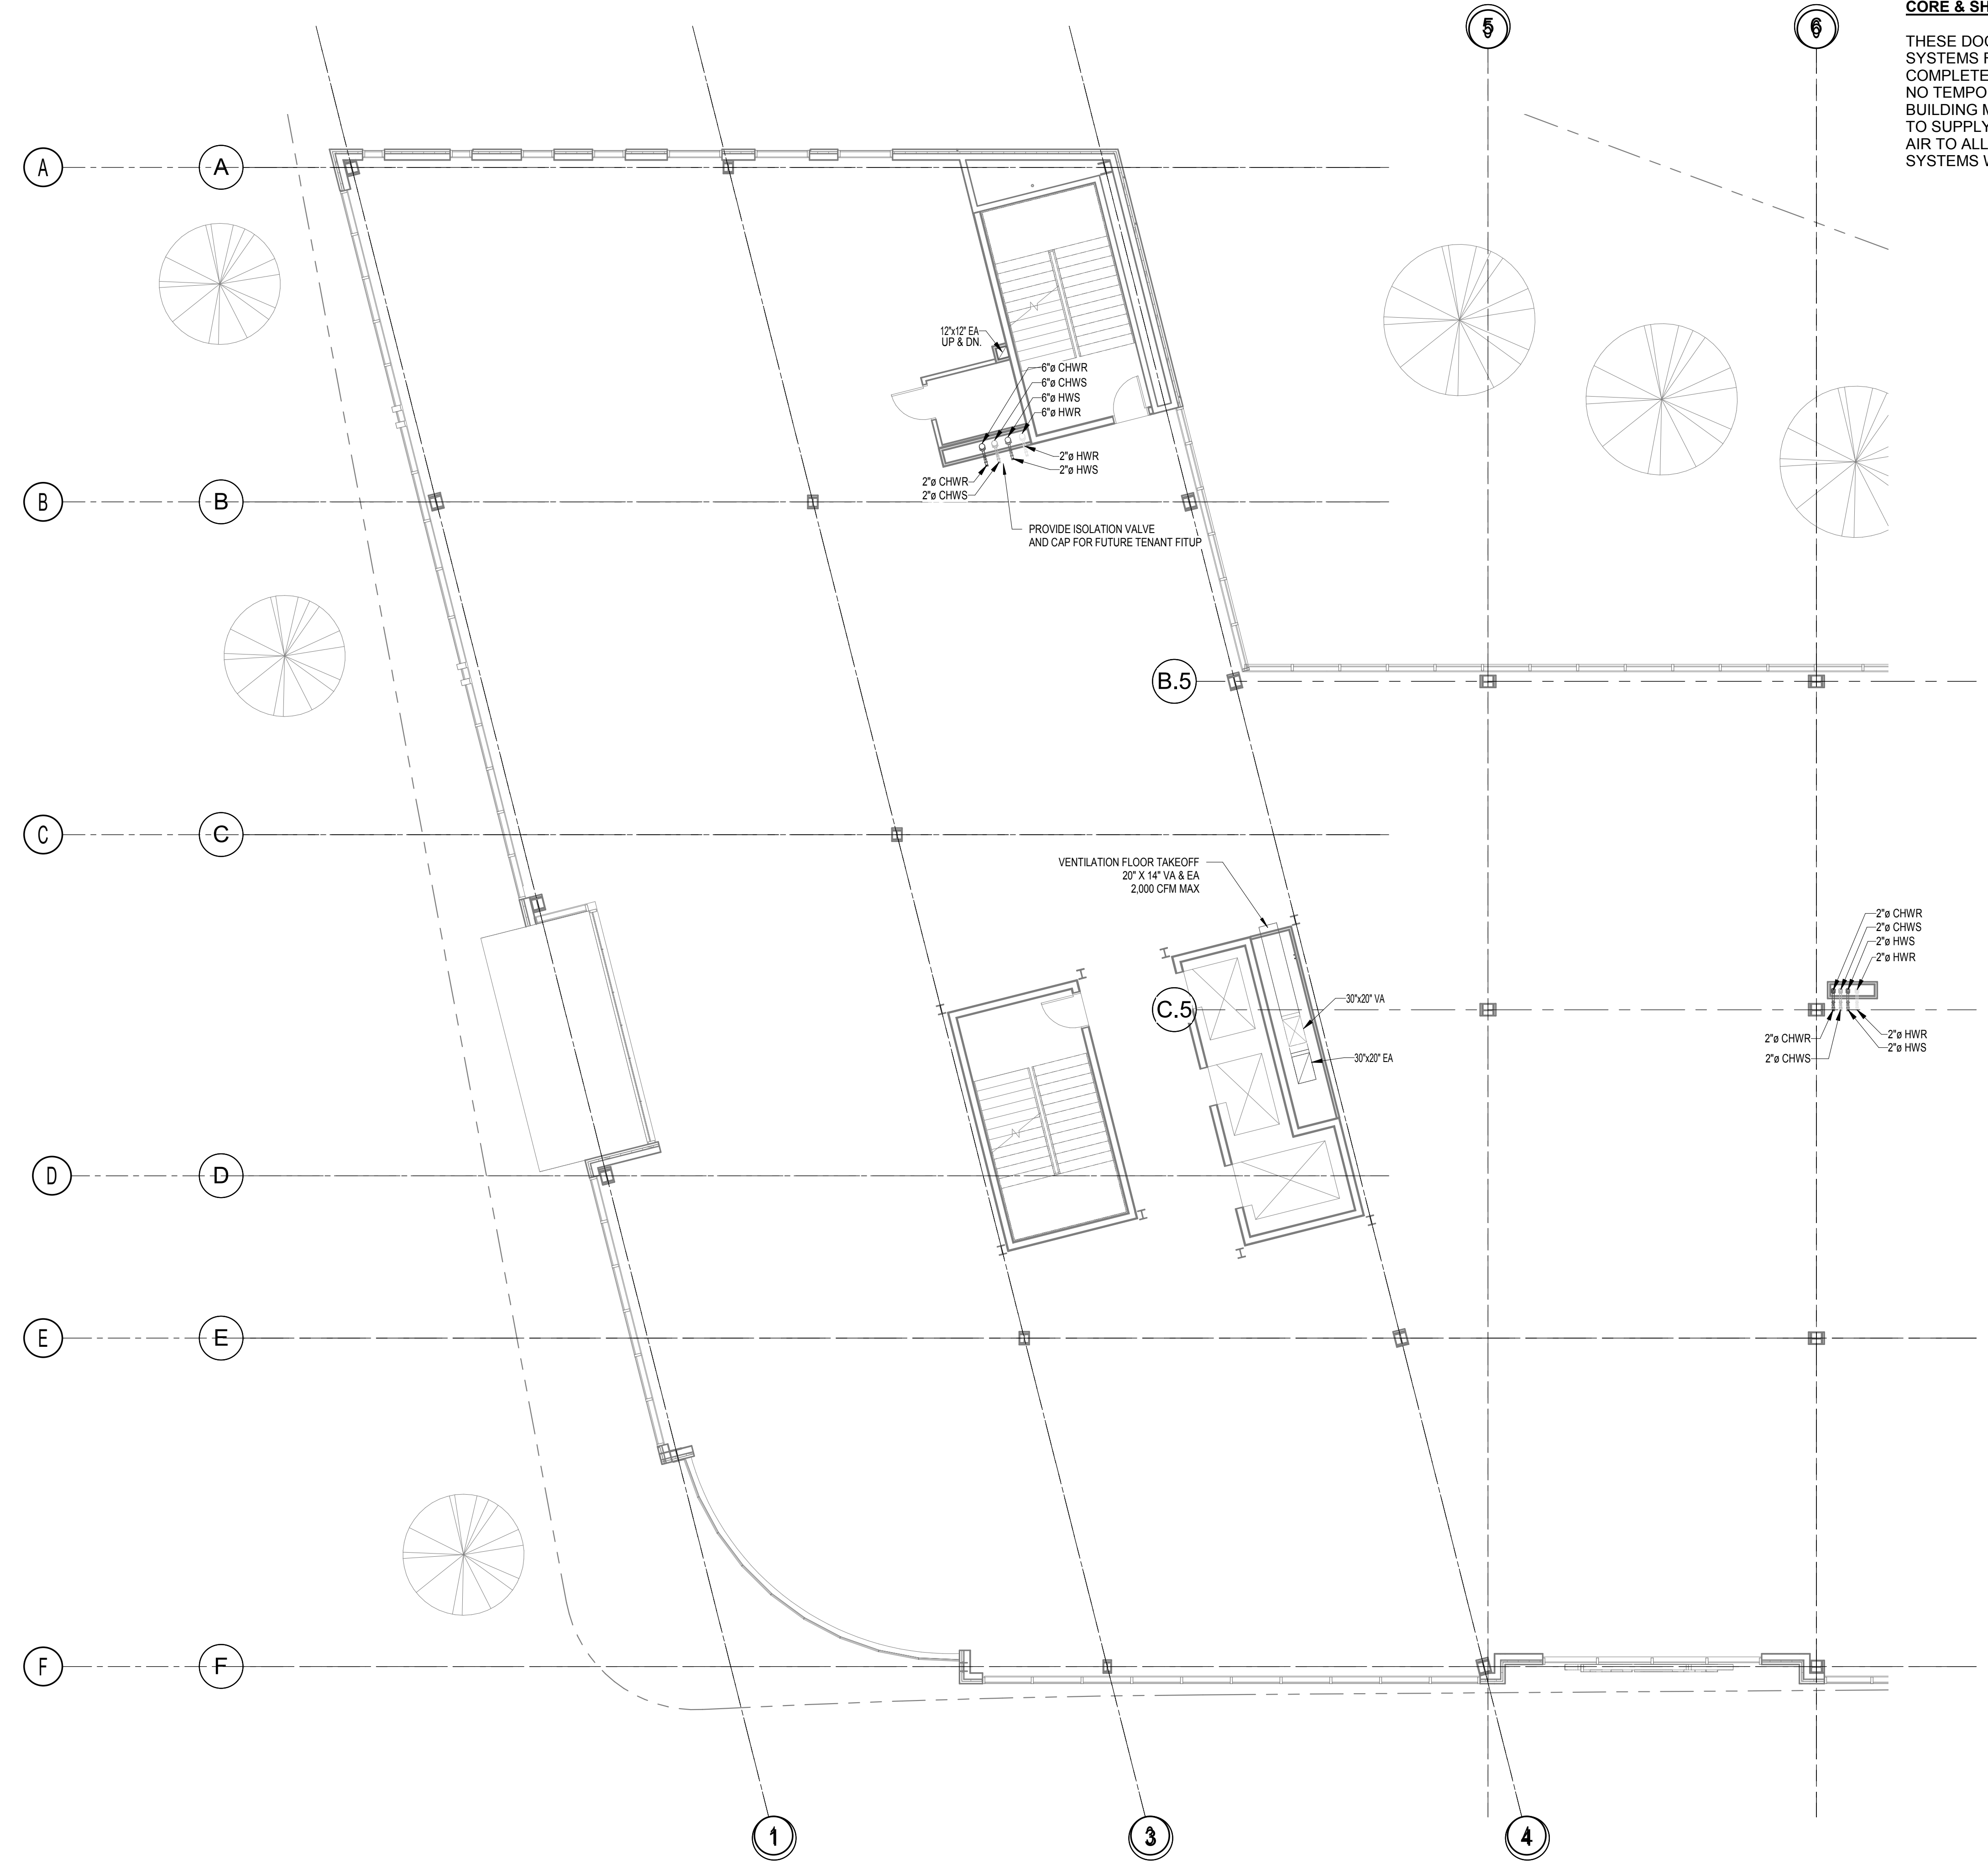 CORE & SH
THESE DOC
SYSTEMS F
COMPLETE
NO TEMPO
BUILDING M
TO SUPPLY
AIR TO ALL
SYSTEMS W
5
6
A
A
12"x12" EA
UP & DN.
6"ø CHWR
6"ø CHWS
6"ø HWS
6"ø HWR
2"ø HWR
2"ø HWS
2"ø CHWR
2"ø CHWS
B
B
PROVIDE ISOLATION VALVE
AND CAP FOR FUTURE TENANT FITUP
B.5
C
C
VENTILATION FLOOR TAKEOFF
20" X 14" VA & EA
2,000 CFM MAX
2"ø CHWR
2"ø CHWS
2"ø HWS
2"ø HWR
C.5
30"x20" VA
30"x20" EA
2"ø CHWR
2"ø CHWS
2"ø HWR
2"ø HWS
D
D
E
E
F
F
1
3
4